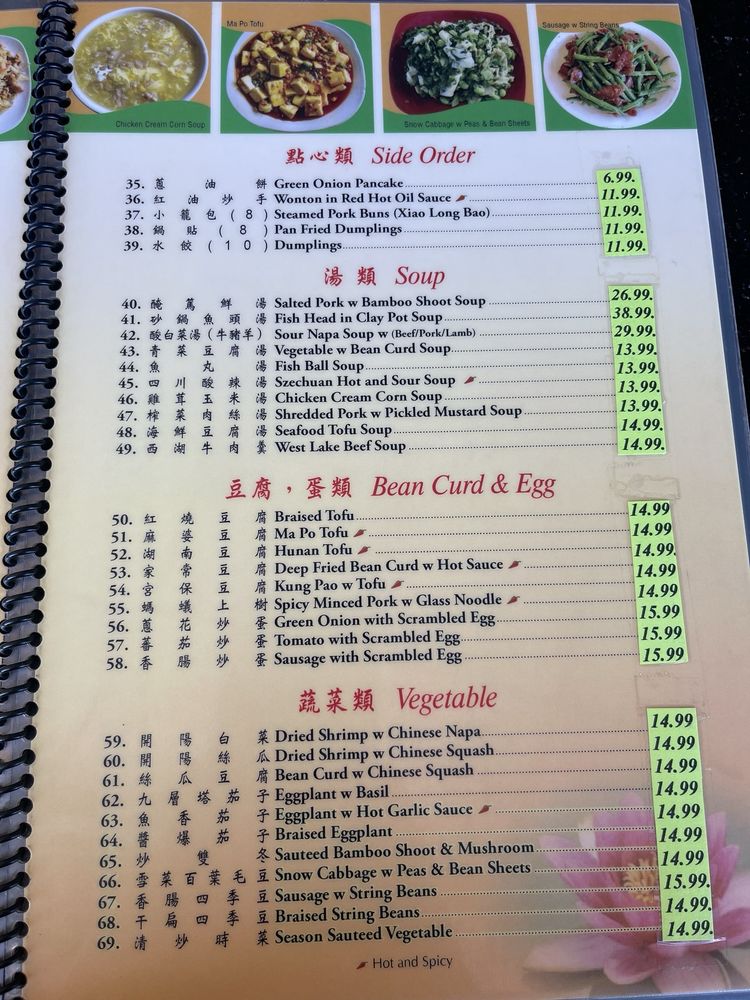 Ma Po Tofu
Sausage w String Beans
Chicken Cream Corn Soup
Snow Cabbage w Peas & Bean Sheets
點心類 Side Order
35. 蔥油餅 Green Onion Pancake
36. 紅油炒手 Wonton in Red Hot Oil Sauce
37. 小籠包(8) Steamed Pork Buns (Xiao Long Bao)
38. 鍋貼(8) Pan Fried Dumplings
39. 水餃(10) Dumplings
6.99.
11.99.
11.99.
11.99.
11.99.
湯類 Soup
40. 醃篤鮮湯 Salted Pork w Bamboo Shoot Soup
41. 砂鍋魚頭湯 Fish Head in Clay Pot Soup
42. 酸白菜湯(牛豬羊) Sour Napa Soup w (Beef/Pork/Lamb)
43. 青菜豆腐湯 Vegetable w Bean Curd Soup
44. 魚丸湯 Fish Ball Soup
45. 四川酸辣湯 Szechuan Hot and Sour Soup
46. 雞茸玉米湯 Chicken Cream Corn Soup
47. 榨菜肉絲湯 Shredded Pork w Pickled Mustard Soup
48. 海鮮豆腐湯 Seafood Tofu Soup
49. 西湖牛肉羹 West Lake Beef Soup
26.99.
38.99.
29.99.
13.99.
13.99.
13.99.
13.99.
14.99.
14.99.
豆腐，蛋類 Bean Curd & Egg
50. 紅燒豆腐 Braised Tofu
51. 麻婆豆腐 Ma Po Tofu
52. 湖南豆腐 Hunan Tofu
53. 家常豆腐 Deep Fried Bean Curd w Hot Sauce
54. 宮保豆腐 Kung Pao w Tofu
55. 螞蟻上樹 Spicy Minced Pork w Glass Noodle
56. 蔥花炒蛋 Green Onion with Scrambled Egg
57. 蕃茄炒蛋 Tomato with Scrambled Egg
58. 香腸炒蛋 Sausage with Scrambled Egg
14.99
14.99
14.99.
14.99
14.99
15.99
15.99
15.99
蔬菜類 Vegetable
59. 開陽白菜 Dried Shrimp w Chinese Napa
60. 開陽絲瓜 Dried Shrimp w Chinese Squash
61. 絲瓜豆腐 Bean Curd w Chinese Squash
62. 九層塔茄子 Eggplant w Basil
63. 魚香茄子 Eggplant w Hot Garlic Sauce
64. 醬爆茄子 Braised Eggplant
65. 炒雙冬 Sauteed Bamboo Shoot & Mushroom
66. 雪菜百葉毛豆 Snow Cabbage w Peas & Bean Sheets
67. 香腸四季豆 Sausage w String Beans
68. 干扁四季豆 Braised String Beans
69. 清炒時菜 Season Sauteed Vegetable
14.99
14.99
14.99
14.99
14.99
14.99
14.99
15.99.
14.99.
14.99.
Hot and Spicy